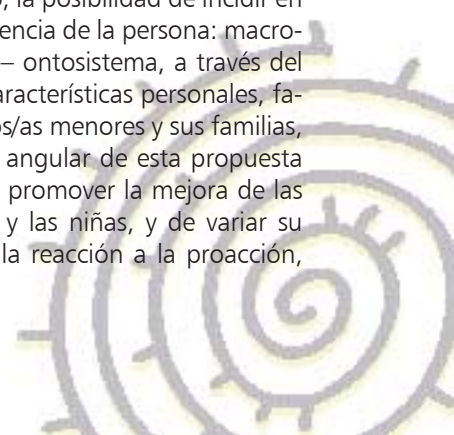 la posibilidad de incidir en
encia de la persona: macro-
– ontosistema, a través del
aracterísticas personales, fa-
os/as menores y sus familias,
angular de esta propuesta
promover la mejora de las
y las niñas, y de variar su
la reacción a la proacción,